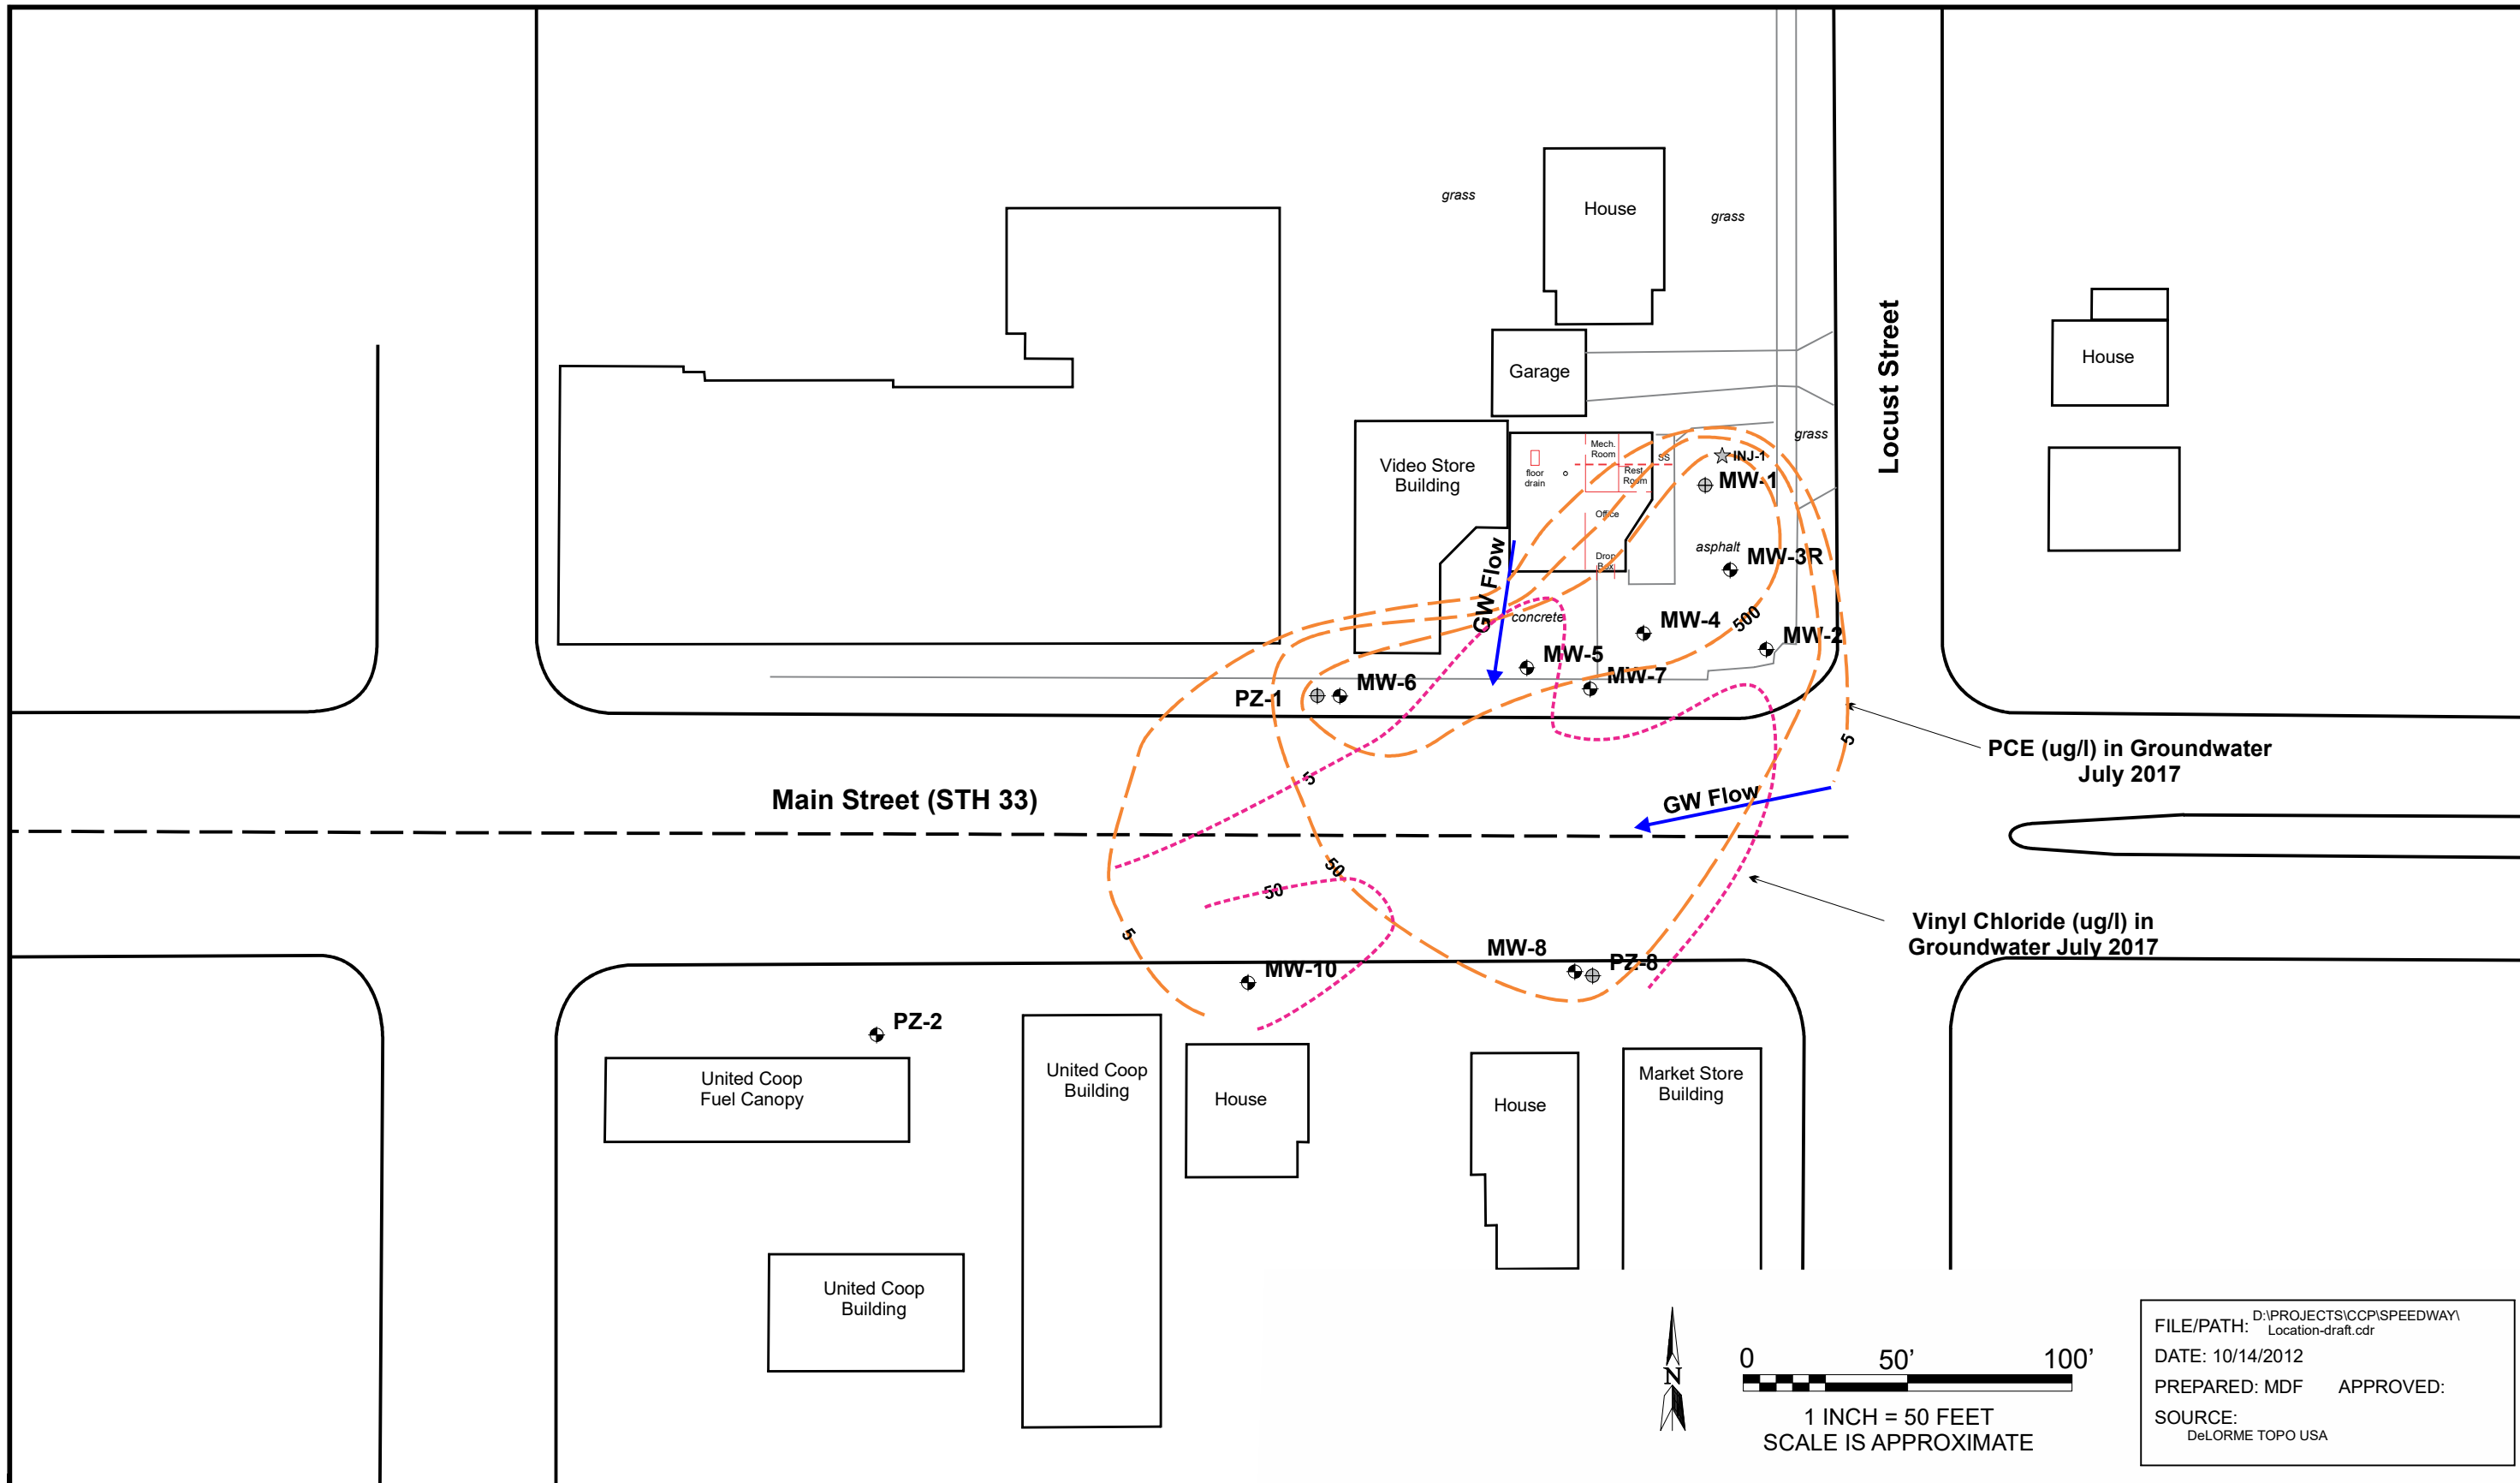 grass
House
grass
Locust Street
House
Garage
grass
Mech.
Room
Video Store
Building
floor
drain
Rest
Room
SS
INJ-1
MW-1
Office
GW Flow
Drop
Box
asphalt
MW-3R
concrete
MW-4
500
MW-2
MW-5
MW-7
PZ-1
MW-6
5
PCE (ug/l) in Groundwater
July 2017
5
Main Street (STH 33)
GW Flow
50
50
Vinyl Chloride (ug/l) in
Groundwater July 2017
5
MW-8
PZ-8
MW-10
PZ-2
United Coop
Fuel Canopy
United Coop
Building
House
House
Market Store
Building
United Coop
Building
N
0 50' 100'
1 INCH = 50 FEET
SCALE IS APPROXIMATE
FILE/PATH: D:\PROJECTS\CCP\SPEEDWAY\
Location-draft.cdr
DATE: 10/14/2012
PREPARED: MDF APPROVED:
SOURCE:
DeLORME TOPO USA